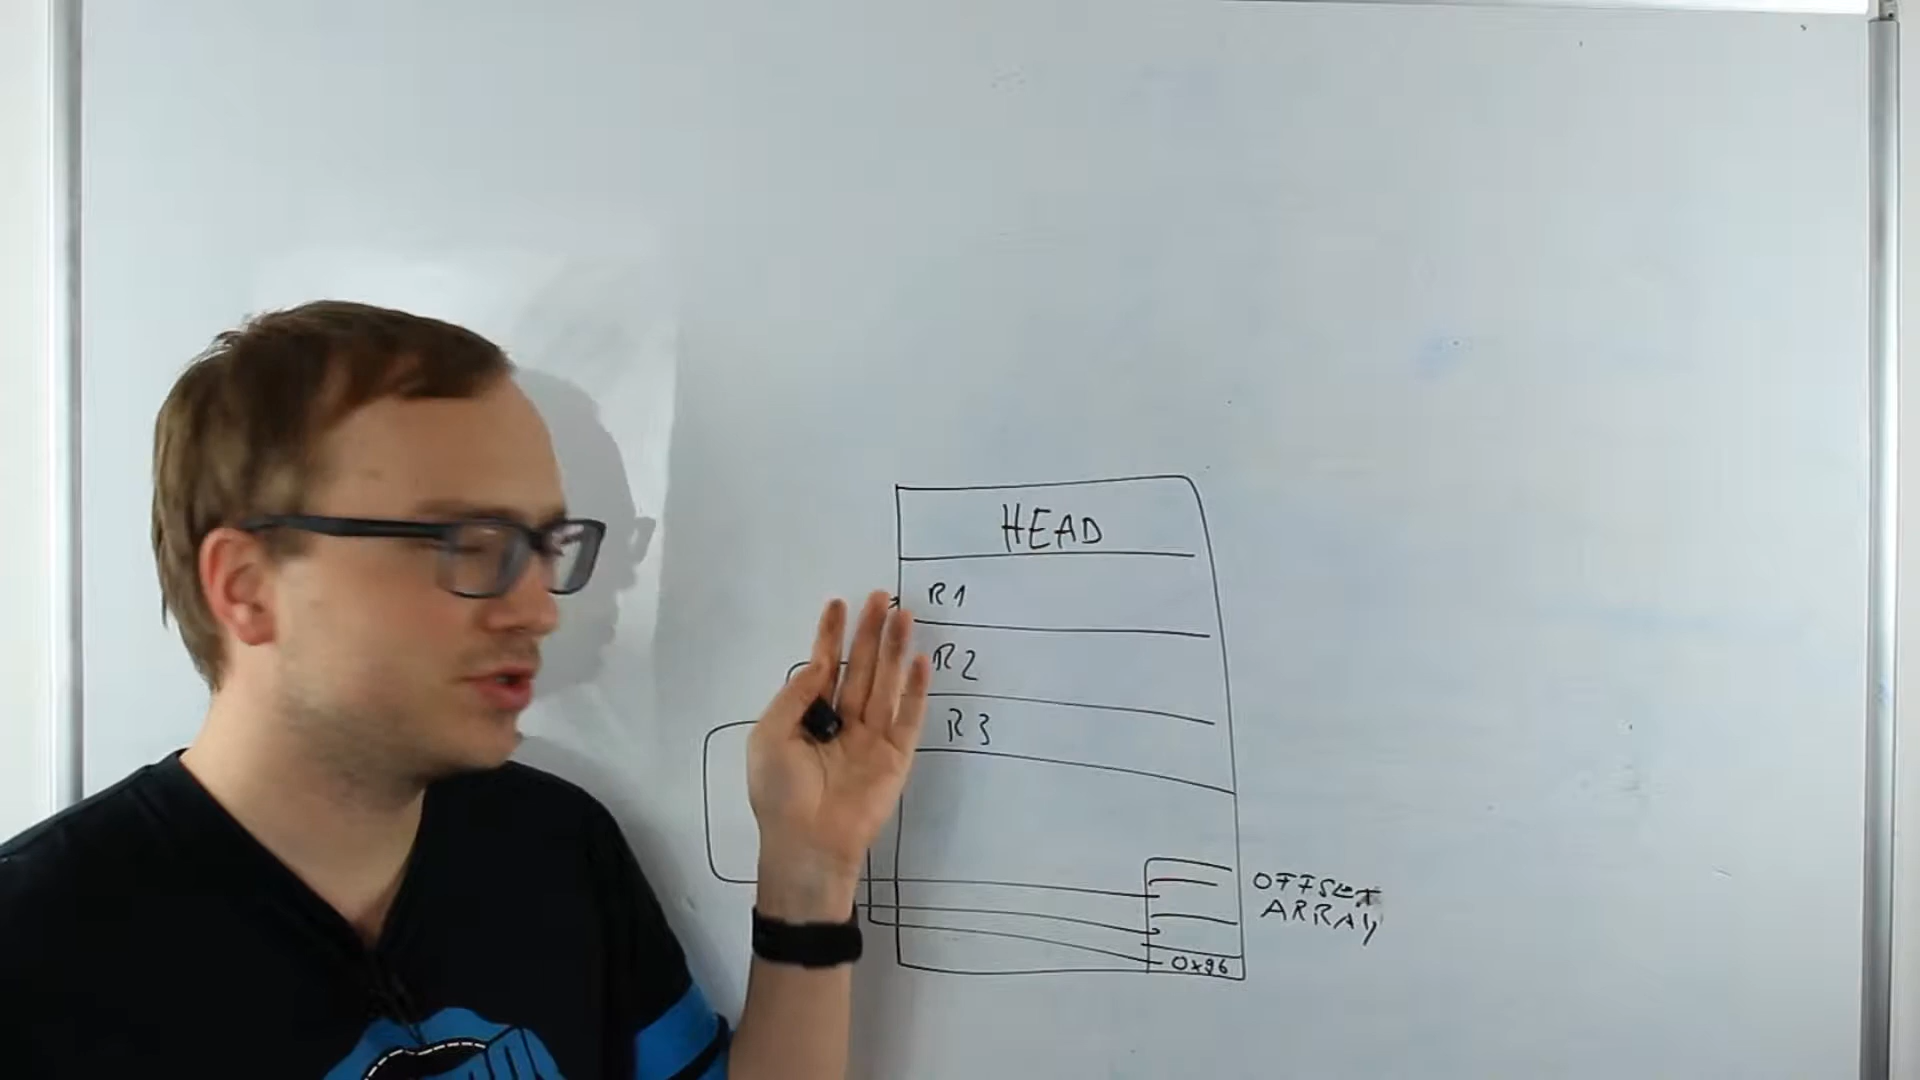 HEAD
R1
R2
R3
OFFSET
ARRAY
0x96